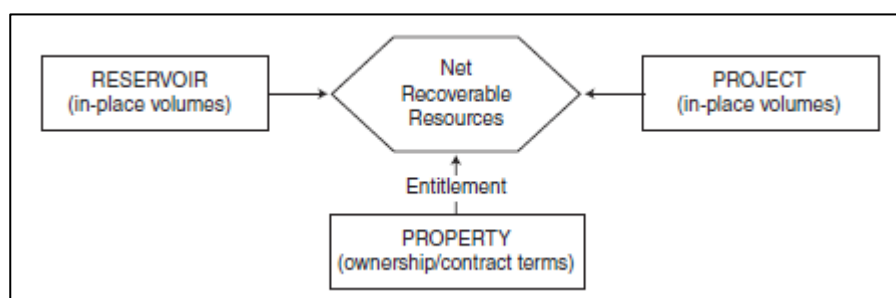 RESERVOIR
(in-place volumes)
Net
Recoverable
Resources
PROJECT
(in-place volumes)
Entitlement
PROPERTY
(ownership/contract terms)